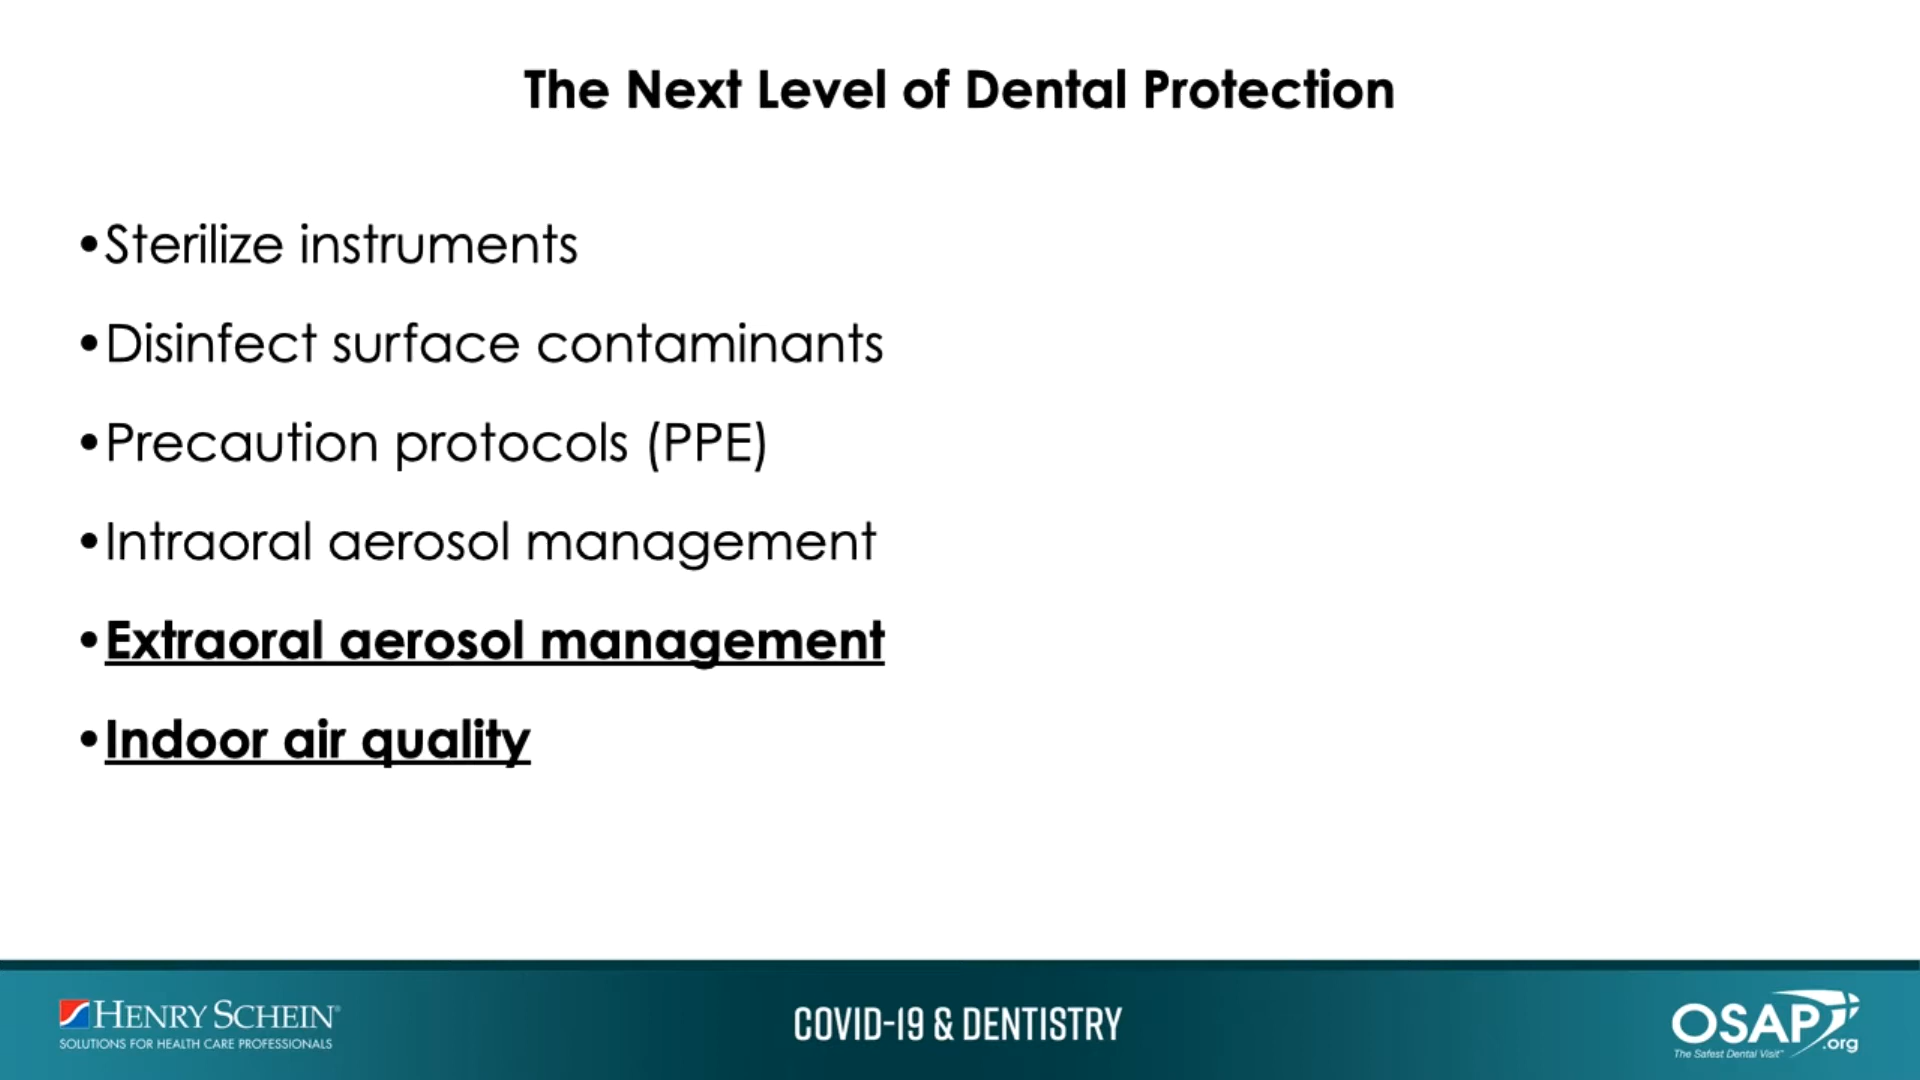 The Next Level of Dental Protection
•Sterilize instruments
•Disinfect surface contaminants
•Precaution protocols (PPE)
•Intraoral aerosol management
•Extraoral aerosol management
•Indoor air quality
HENRY SCHEIN®
SOLUTIONS FOR HEALTH CARE PROFESSIONALS
COVID-19 & DENTISTRY
OSAP
.org
The Safest Dental Visit™